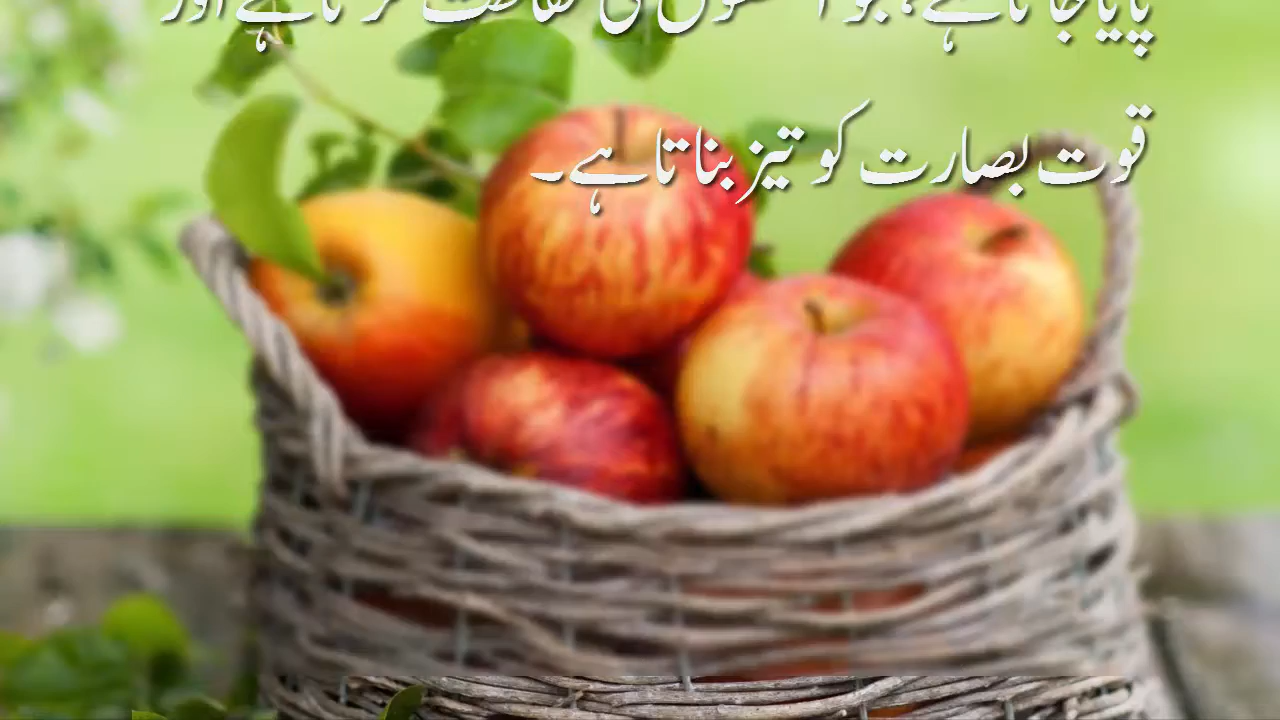 پایا جاتا ہے، جو آنکھوں کی حفاظت کرتا ہے اور
قوت بصارت کو تیز بناتا ہے۔